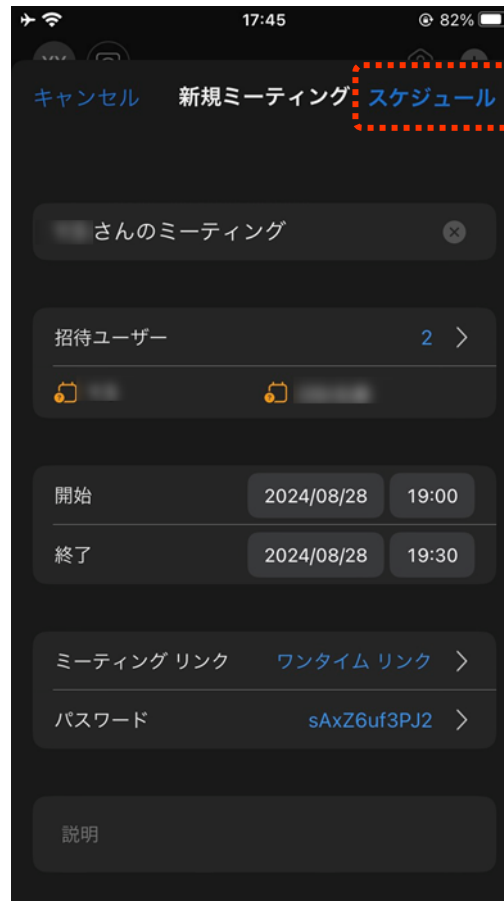 17:45 82%
キャンセル 新規ミーティング スケジュール
さんのミーティング
招待ユーザー 2
開始 2024/08/28 19:00
終了 2024/08/28 19:30
ミーティング リンク ワンタイム リンク
パスワード sAxZ6uf3PJ2
説明